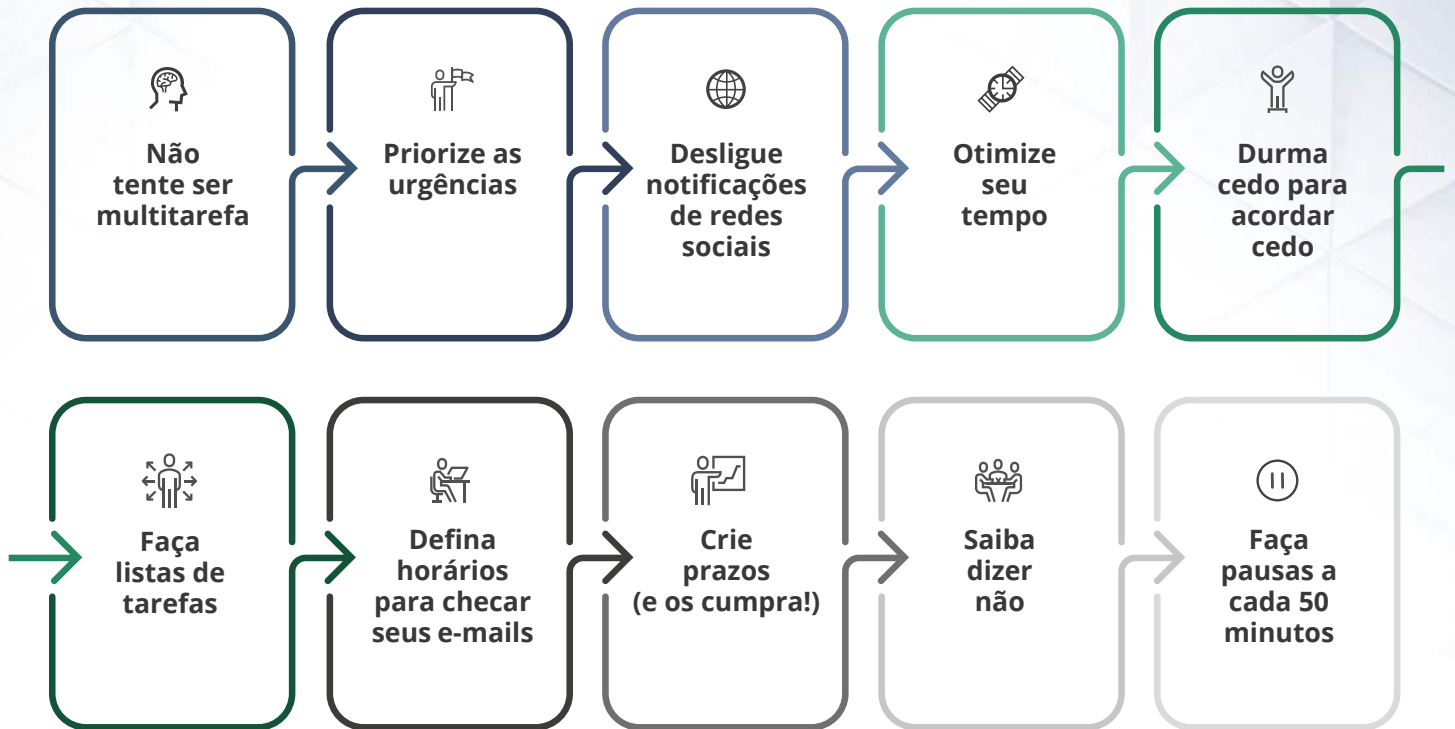 Não
tente ser
multitarefa
Priorize as
urgências
Desligue
notificações
de redes
sociais
Otimize
seu
tempo
Durma
cedo para
acordar
cedo
Faça
listas de
tarefas
Defina
horários
para checar
seus e-mails
Crie
prazos
(e os cumpra!)
Saiba
dizer
não
Faça
pausas a
cada 50
minutos